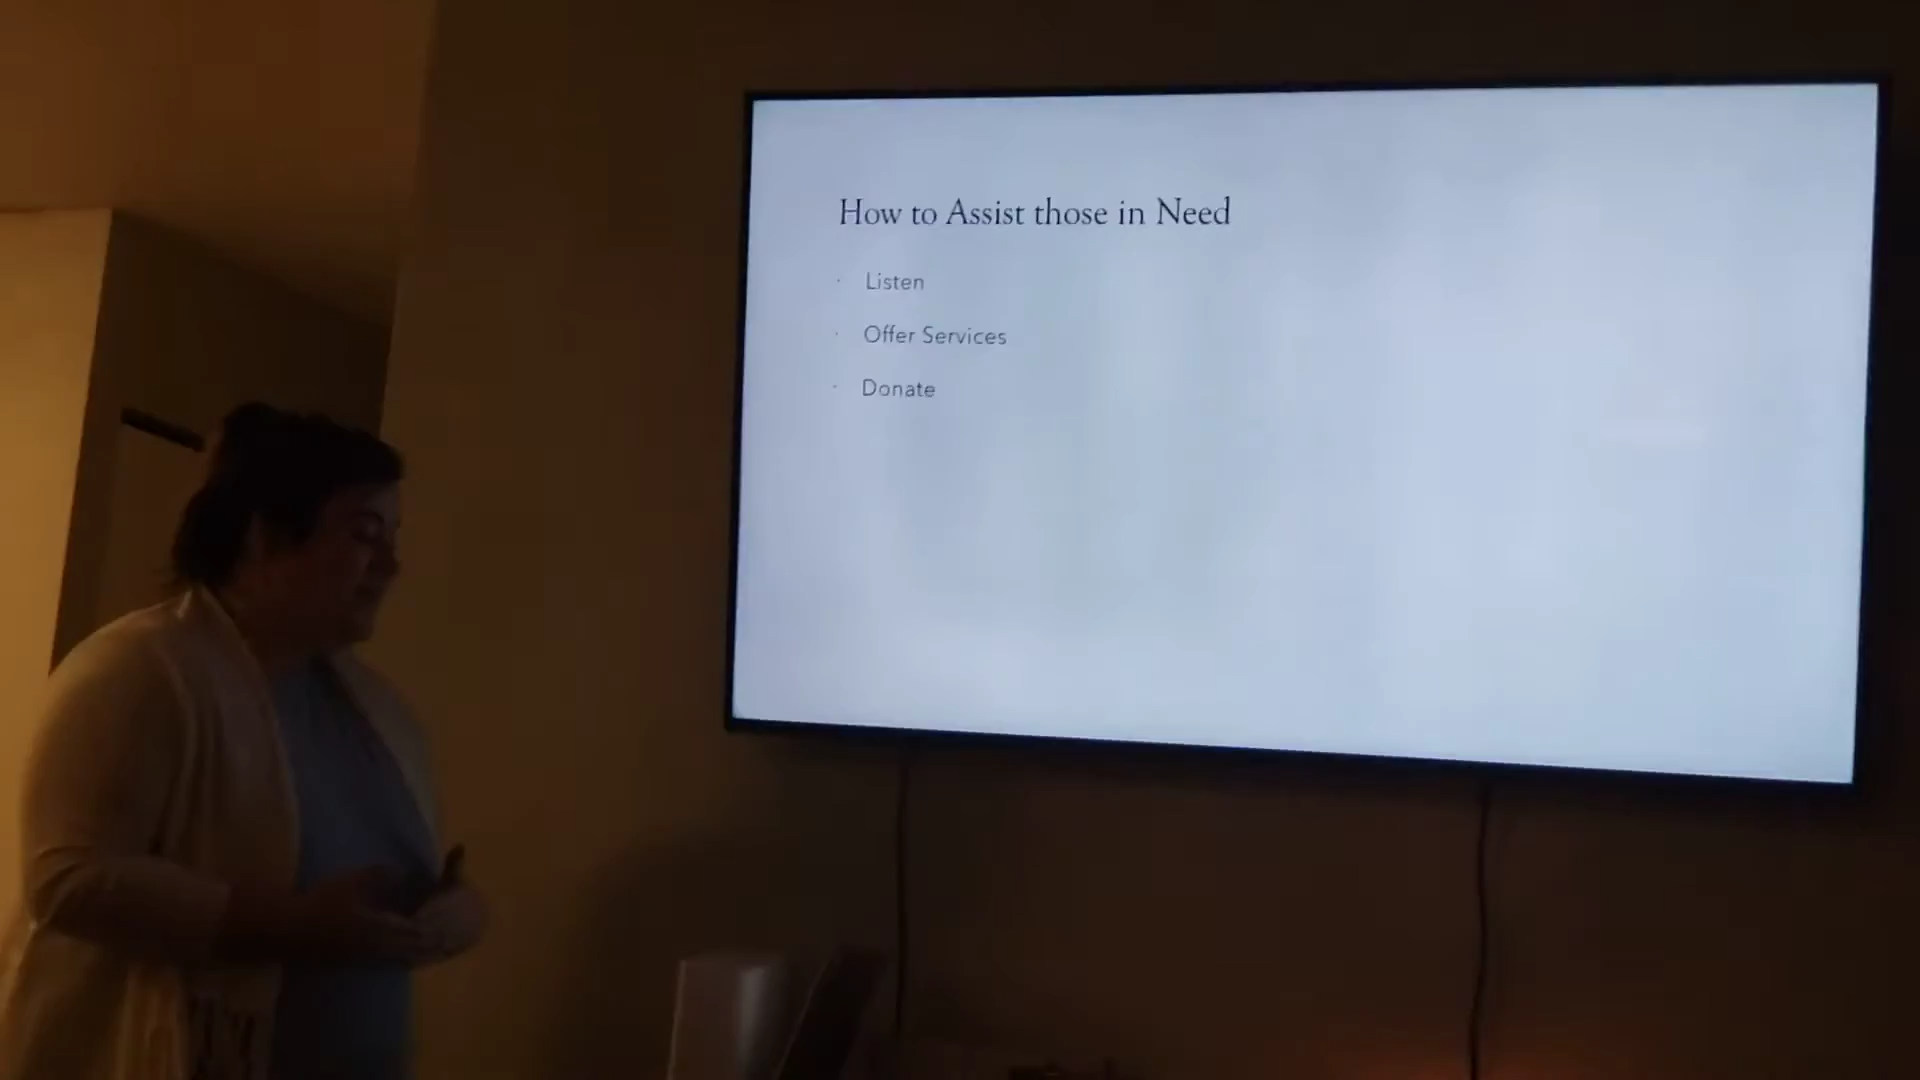 How to Assist those in Need
· Listen
· Offer Services
· Donate